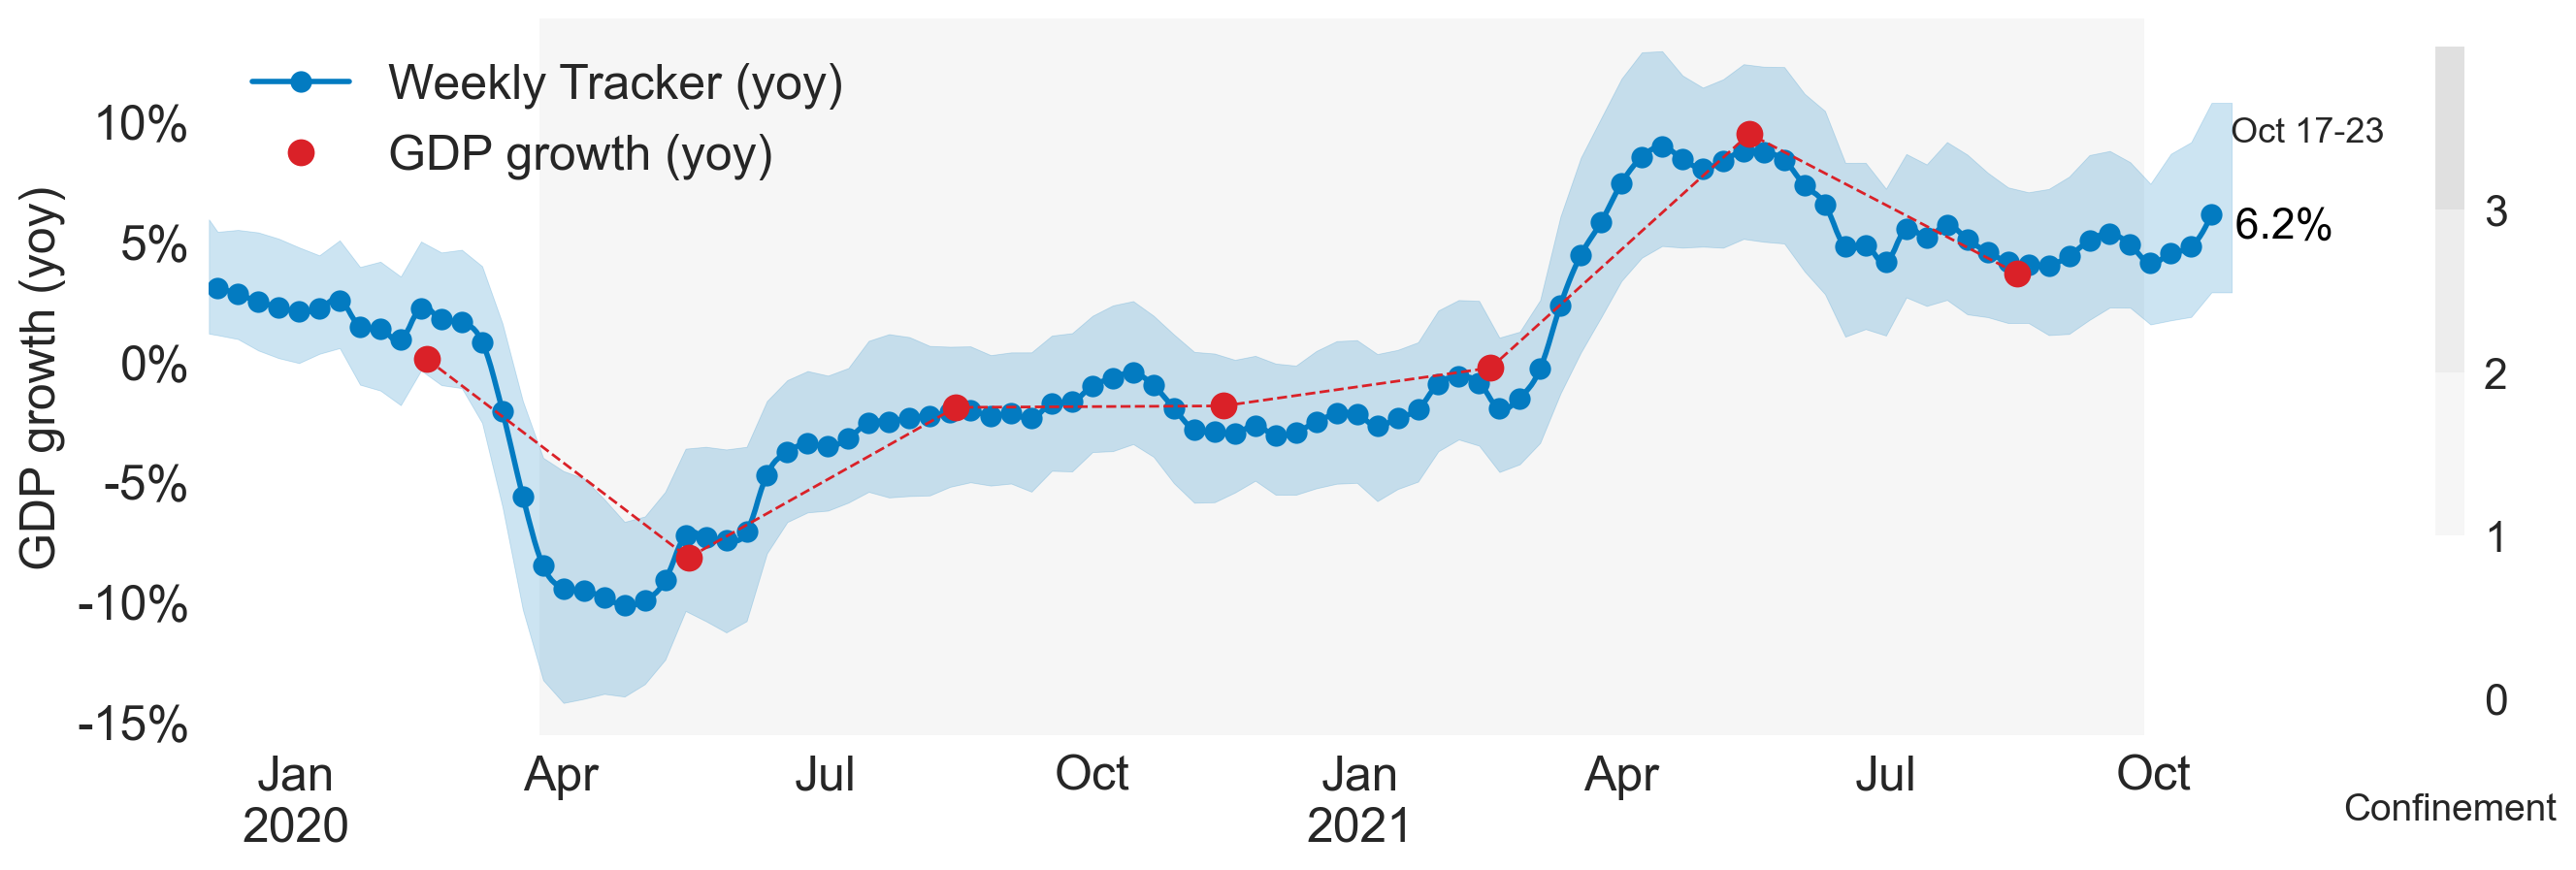 Weekly Tracker (yoy)
GDP growth (yoy)
GDP growth (yoy)
10%
5%
0%
-5%
-10%
-15%
Jan
2020
Apr
Jul
Oct
Jan
2021
Apr
Jul
Oct
Oct 17-23
6.2%
3
2
1
0
Confinement